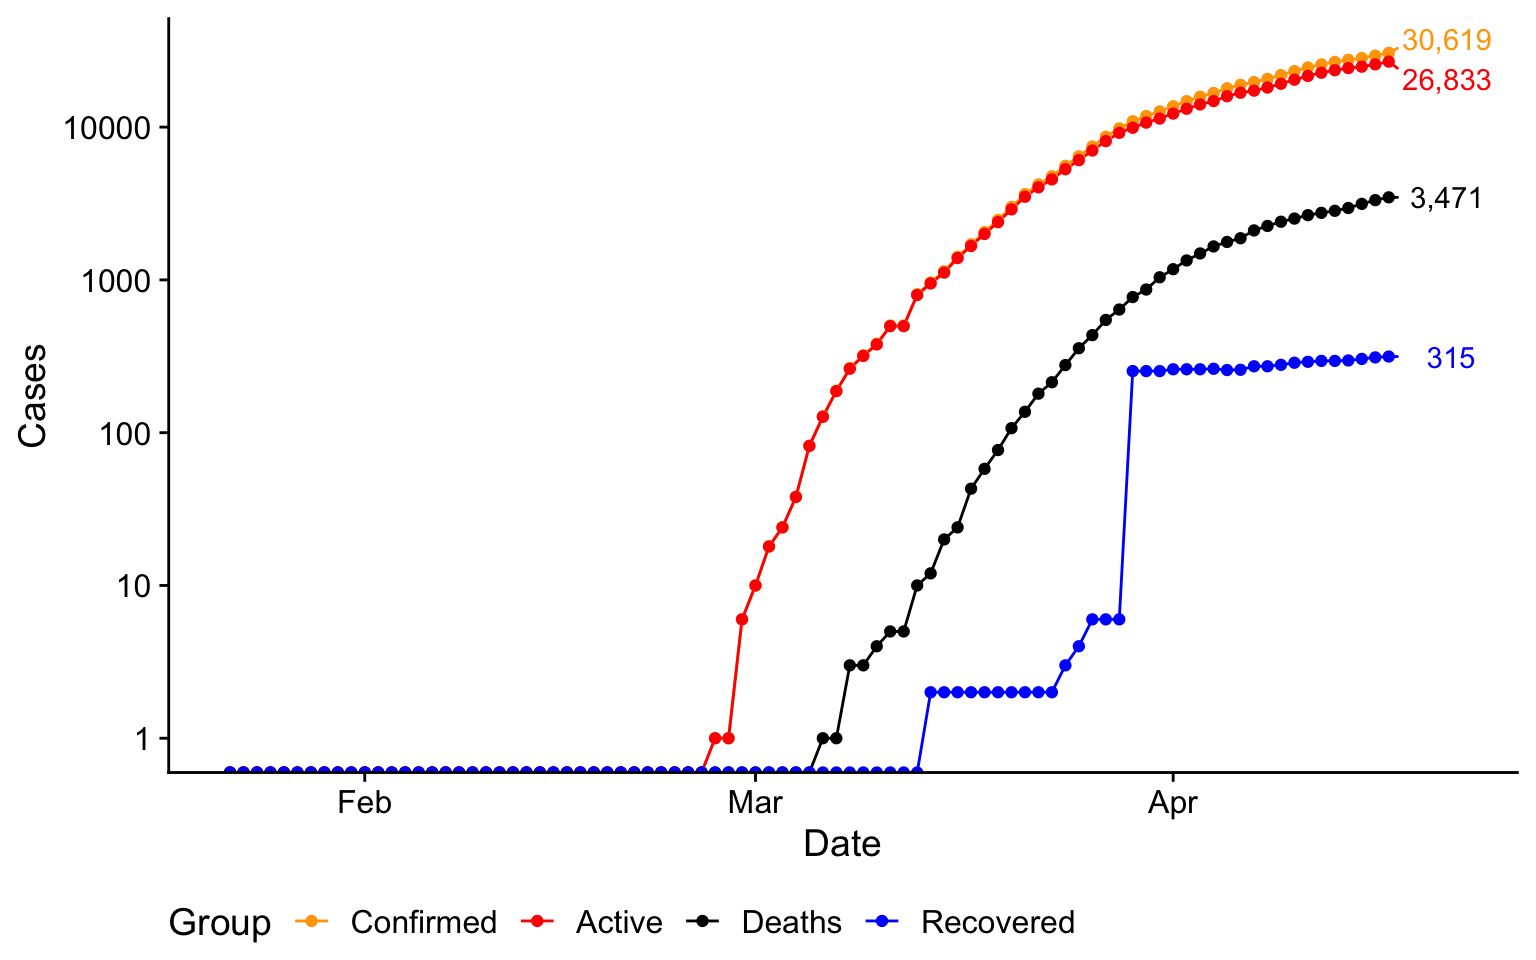 30,619
26,833
10000
3,471
1000
315
100
10
1
Cases
Feb Mar Apr
Date
Group Confirmed Active Deaths Recovered